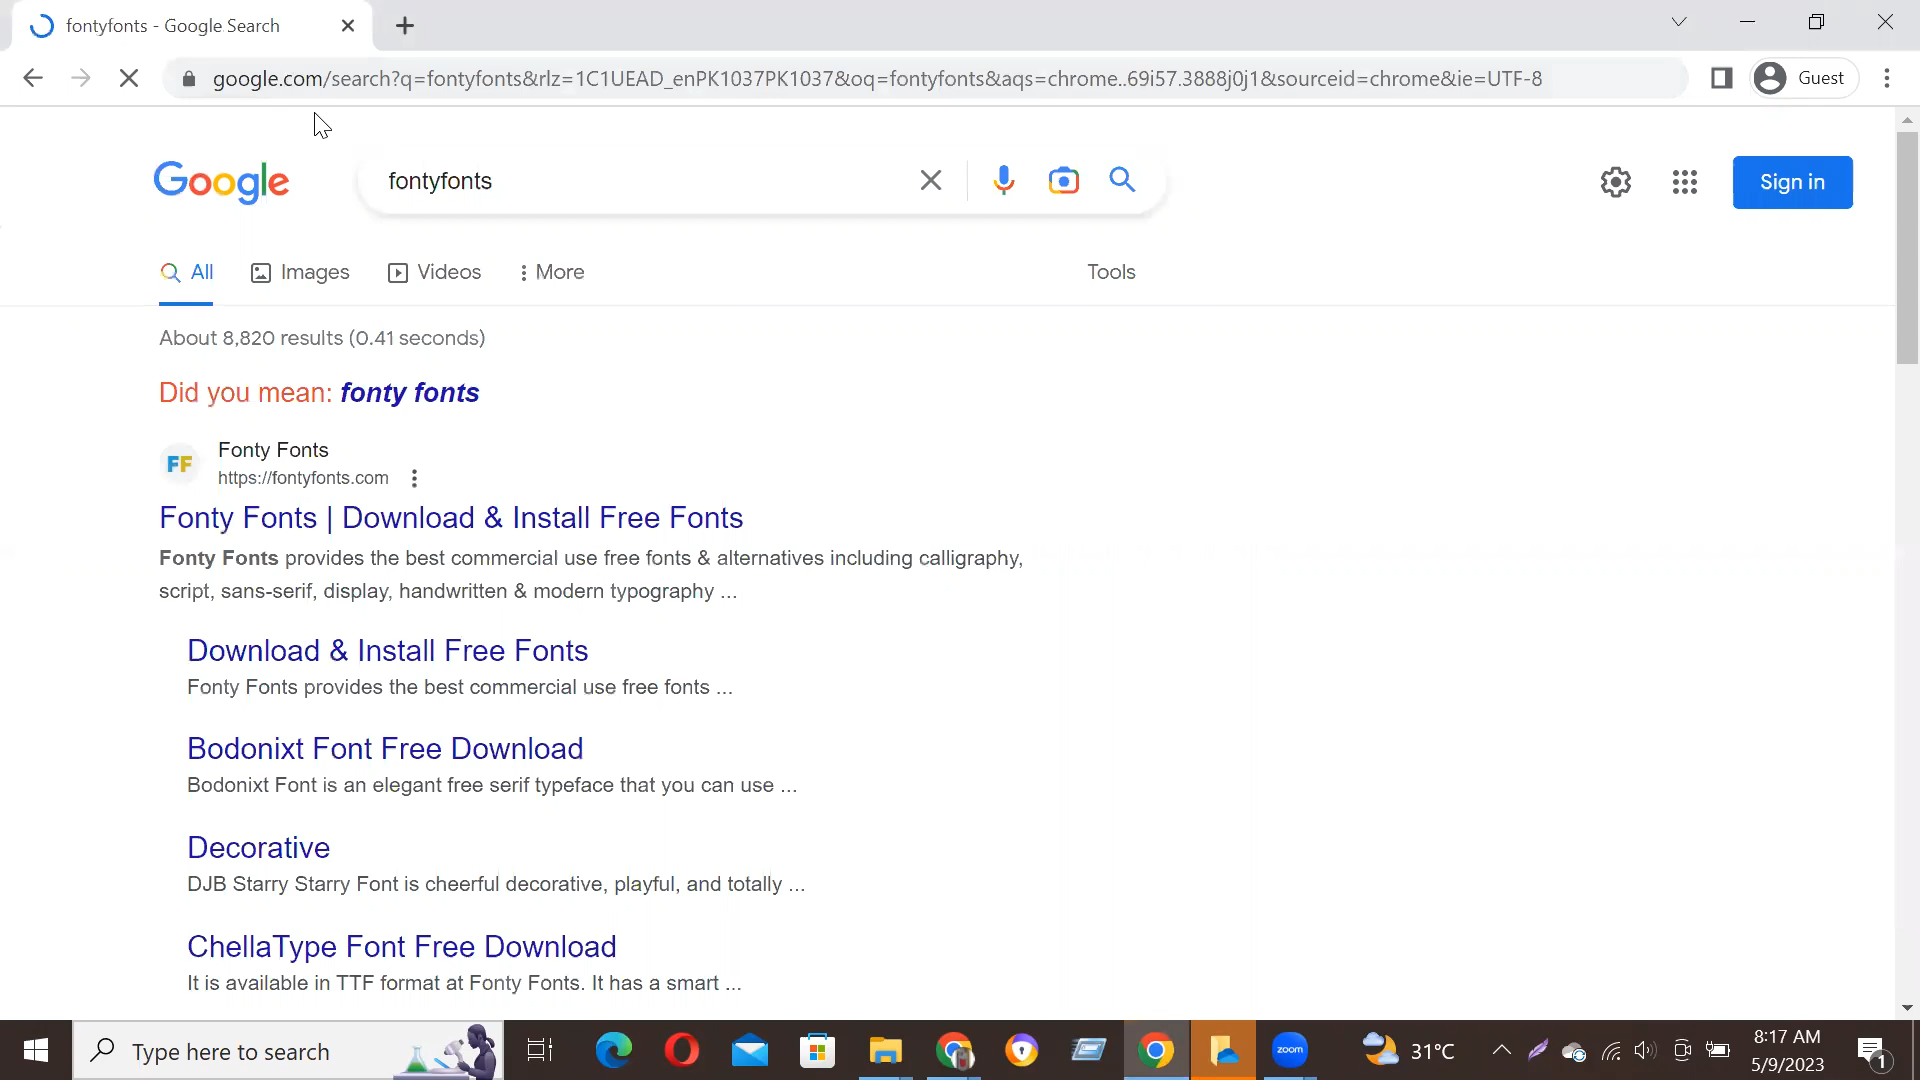 fontyfonts - Google Search
google.com/search?q=fontyfonts&rlz=1C1UEAD_enPK1037PK1037&oq=fontyfonts&aqs=chrome..69i57.3888j0j1&sourceid=chrome&ie=UTF-8
Guest
Google
fontyfonts
Sign in
All
Images
Videos
More
Tools
About 8,820 results (0.41 seconds)
Did you mean: fonty fonts
FF
Fonty Fonts
https://fontyfonts.com
Fonty Fonts | Download & Install Free Fonts
Fonty Fonts provides the best commercial use free fonts & alternatives including calligraphy,
script, sans-serif, display, handwritten & modern typography ...
Download & Install Free Fonts
Fonty Fonts provides the best commercial use free fonts ...
Bodonixt Font Free Download
Bodonixt Font is an elegant free serif typeface that you can use ...
Decorative
DJB Starry Starry Font is cheerful decorative, playful, and totally ...
ChellaType Font Free Download
It is available in TTF format at Fonty Fonts. It has a smart ...
Type here to search
zoom
31°C
8:17 AM
5/9/2023
1